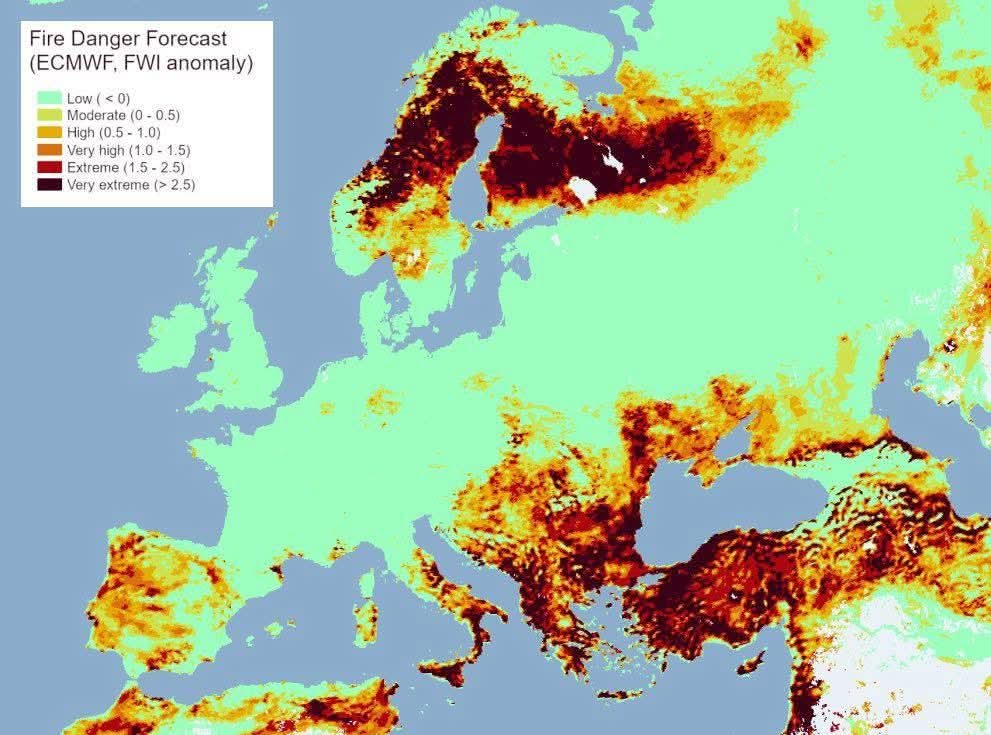 Fire Danger Forecast
(ECMWF, FWI anomaly)
Low ( < 0)
Moderate (0 - 0.5)
High (0.5 - 1.0)
Very high (1.0 - 1.5)
Extreme (1.5 - 2.5)
Very extreme (> 2.5)